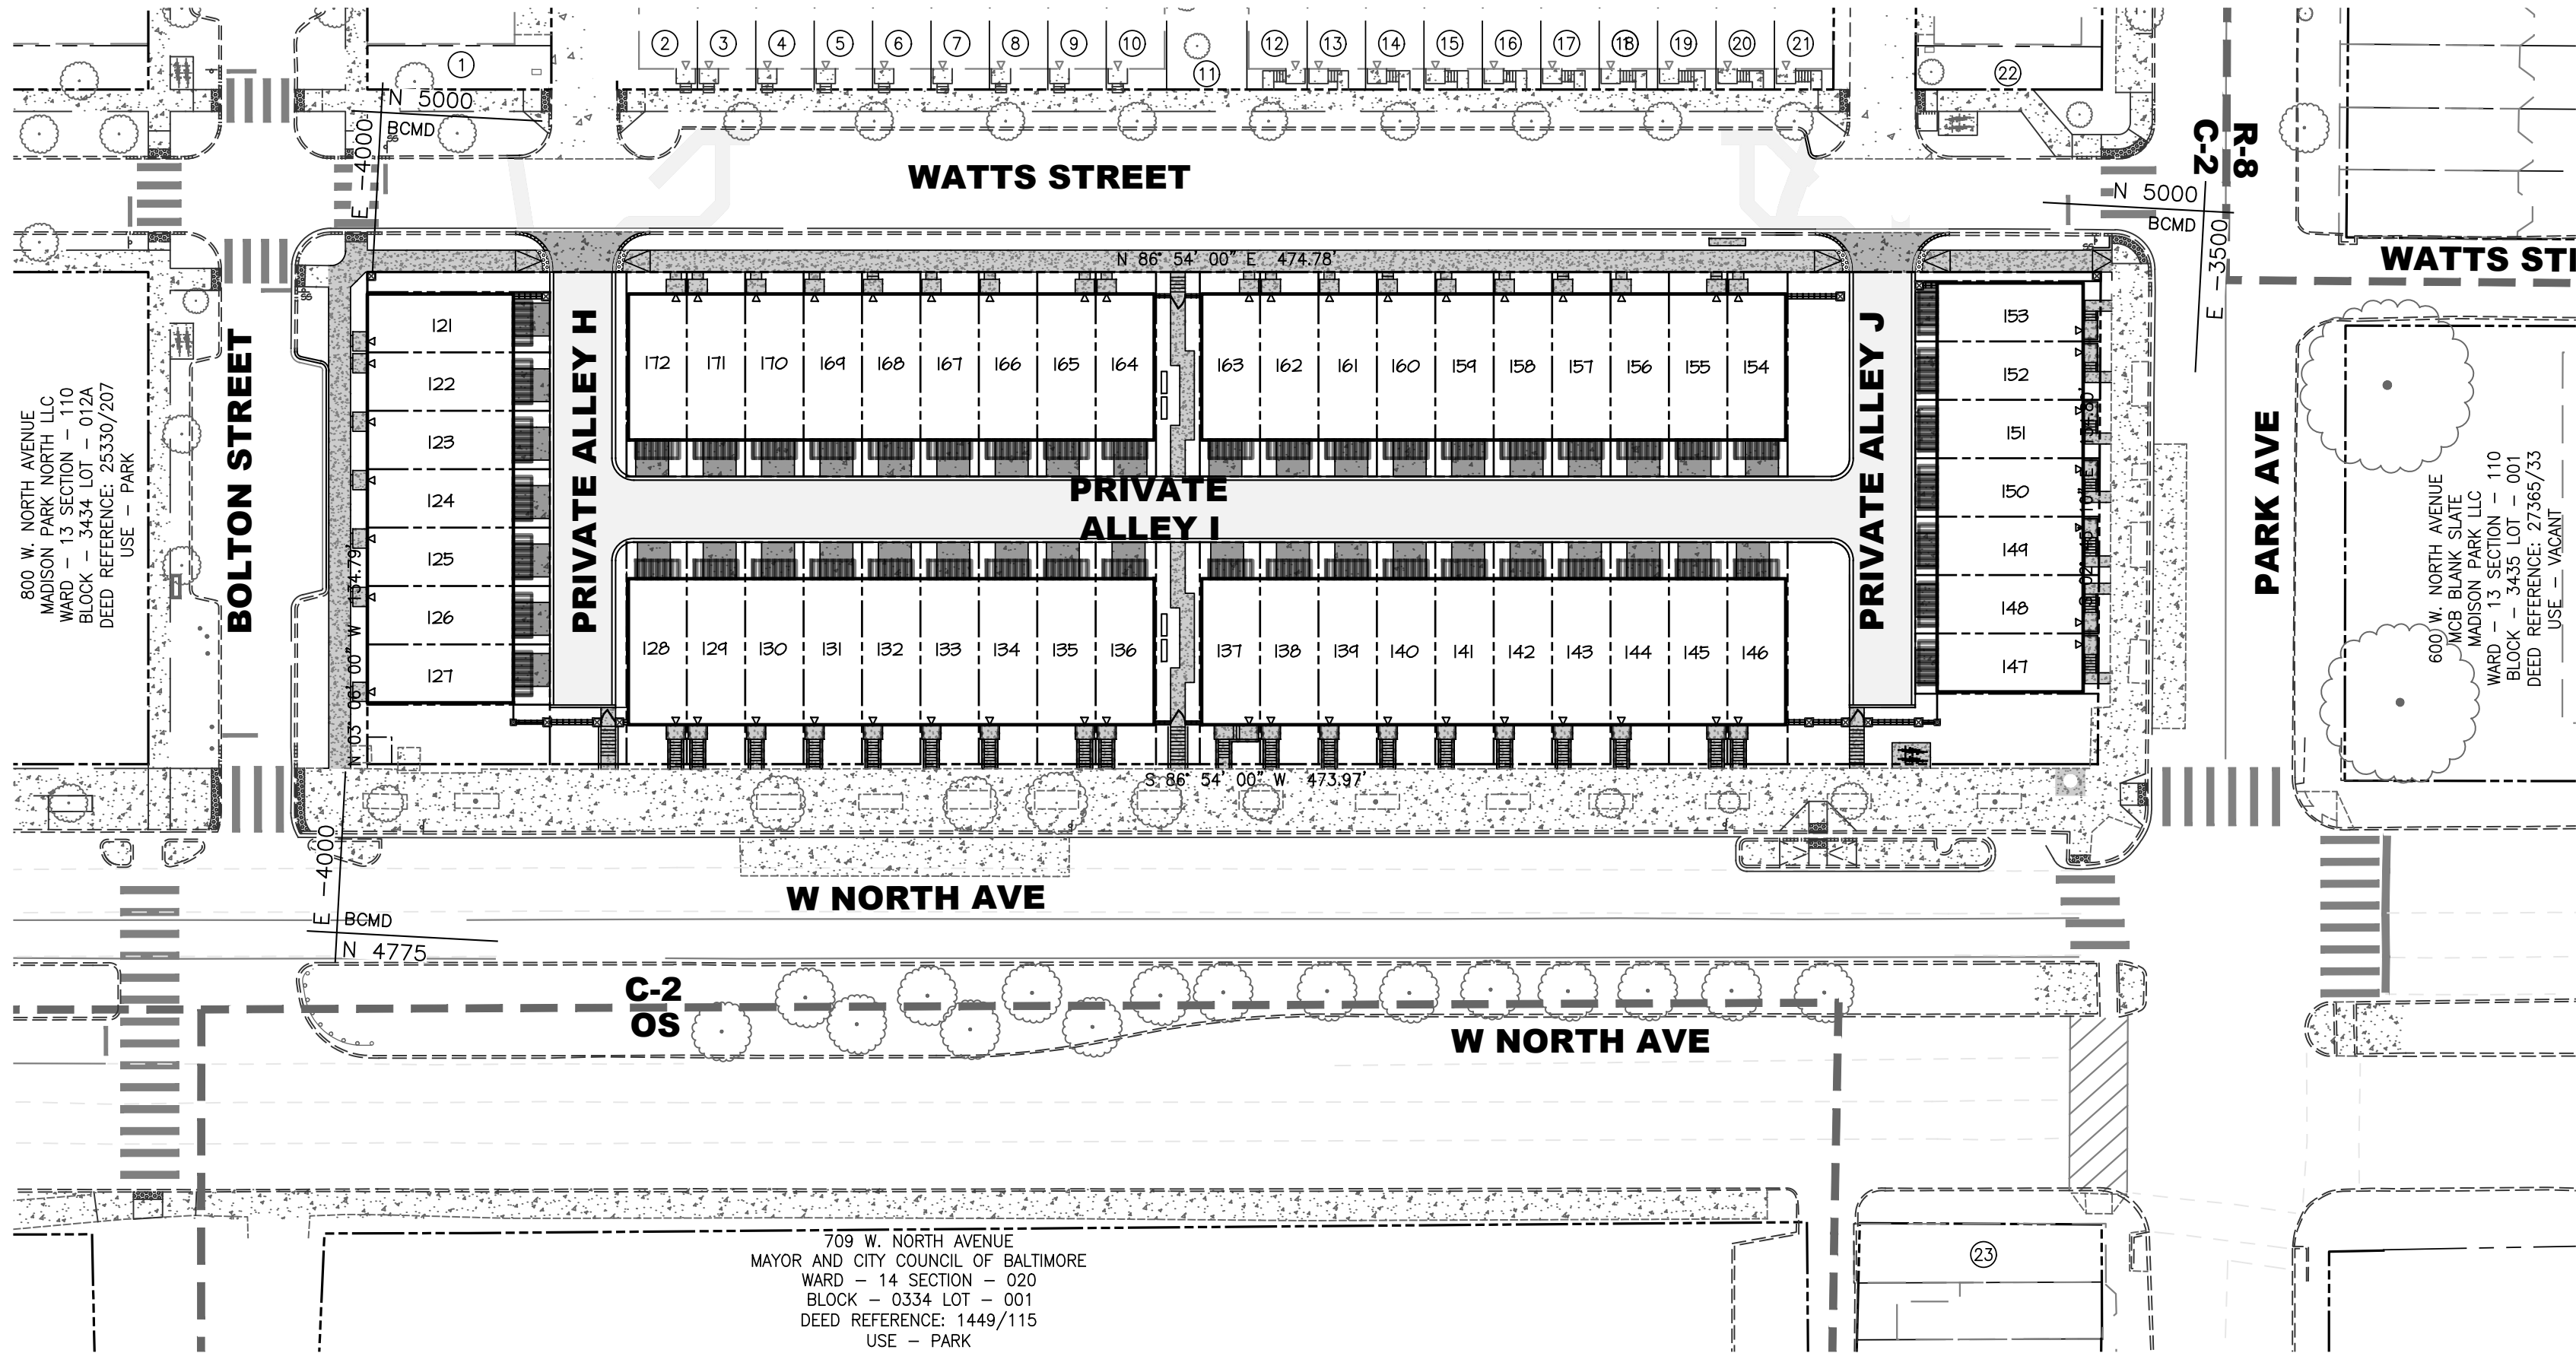 2 3 4 5 6 7 8 9 10 12 13 14 15 16 17 18 19 20 21
1
11
22
N 5000
BCMD
E -4000
WATTS STREET
R-8
C-2
N 5000
BCMD
E -3500
WATTS STR
N 86° 54' 00" E 474.78'
BOLTON STREET
PRIVATE ALLEY H
PRIVATE ALLEY J
PARK AVE
800 W. NORTH AVENUE
MADISON PARK NORTH LLC
WARD - 13 SECTION - 110
BLOCK - 3434 LOT - 012A
DEED REFERENCE: 25330/207
USE - PARK
121
122
123
124
125
126
127
172 171 170 169 168 167 166 165 164 163 162 161 160 159 158 157 156 155 154
PRIVATE
ALLEY I
128 129 130 131 132 133 134 135 136 137 138 139 140 141 142 143 144 145 146
153
152
151
150
149
148
147
600 W. NORTH AVENUE
MCB BLANK SLATE
MADISON PARK LLC
WARD - 13 SECTION - 110
BLOCK - 3435 LOT - 001
DEED REFERENCE: 27365/33
USE - VACANT
N 03° 06' 00" W 154.79'
S 86° 54' 00" W 473.97'
W NORTH AVE
E -4000
BCMD
N 4775
C-2
OS
W NORTH AVE
709 W. NORTH AVENUE
MAYOR AND CITY COUNCIL OF BALTIMORE
WARD - 14 SECTION - 020
BLOCK - 0334 LOT - 001
DEED REFERENCE: 1449/115
USE - PARK
23